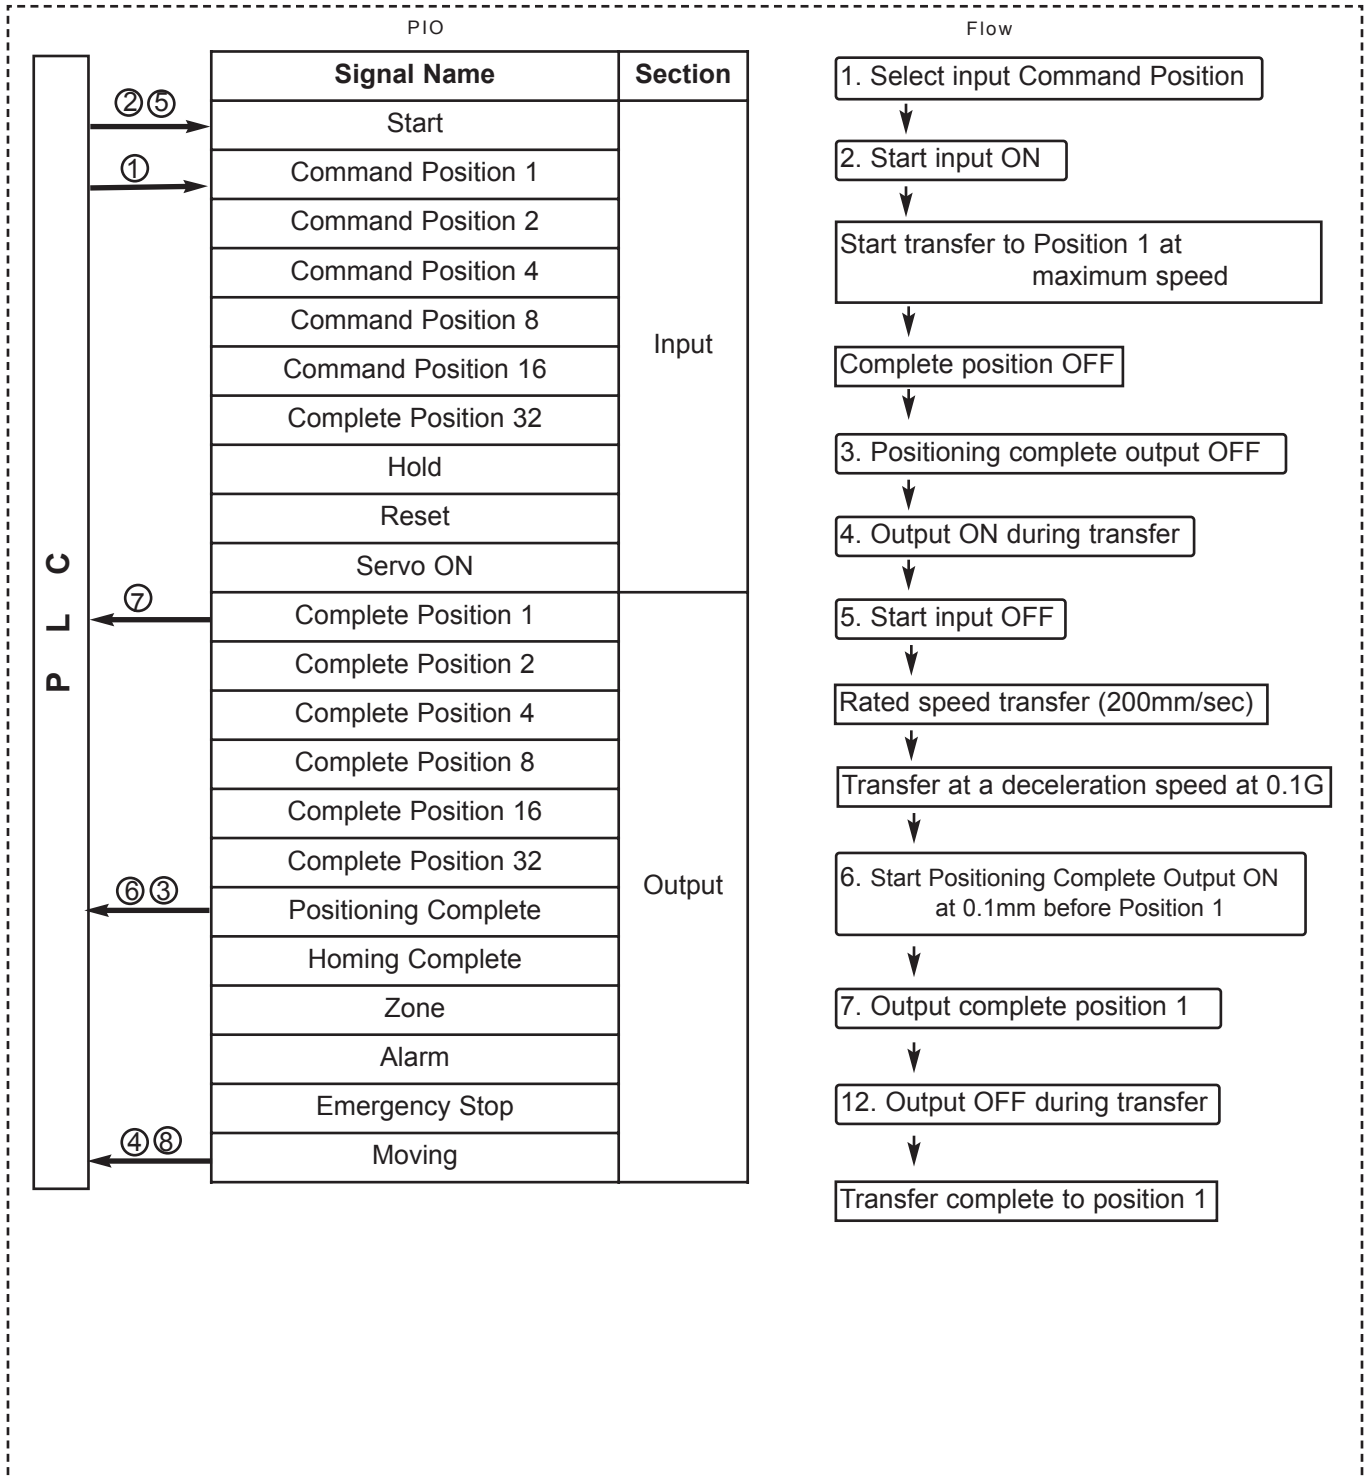 PIO
Signal Name Section
Start
Command Position 1
Command Position 2
Command Position 4
Command Position 8
Command Position 16
Complete Position 32
Hold
Reset
Servo ON
Input
Complete Position 1
Complete Position 2
Complete Position 4
Complete Position 8
Complete Position 16
Complete Position 32
Positioning Complete
Homing Complete
Zone
Alarm
Emergency Stop
Moving
Output
PLC
②⑤
①
⑦
⑥③
④⑧
Flow
1. Select input Command Position
2. Start input ON
Start transfer to Position 1 at
maximum speed
Complete position OFF
3. Positioning complete output OFF
4. Output ON during transfer
5. Start input OFF
Rated speed transfer (200mm/sec)
Transfer at a deceleration speed at 0.1G
6. Start Positioning Complete Output ON
at 0.1mm before Position 1
7. Output complete position 1
12. Output OFF during transfer
Transfer complete to position 1